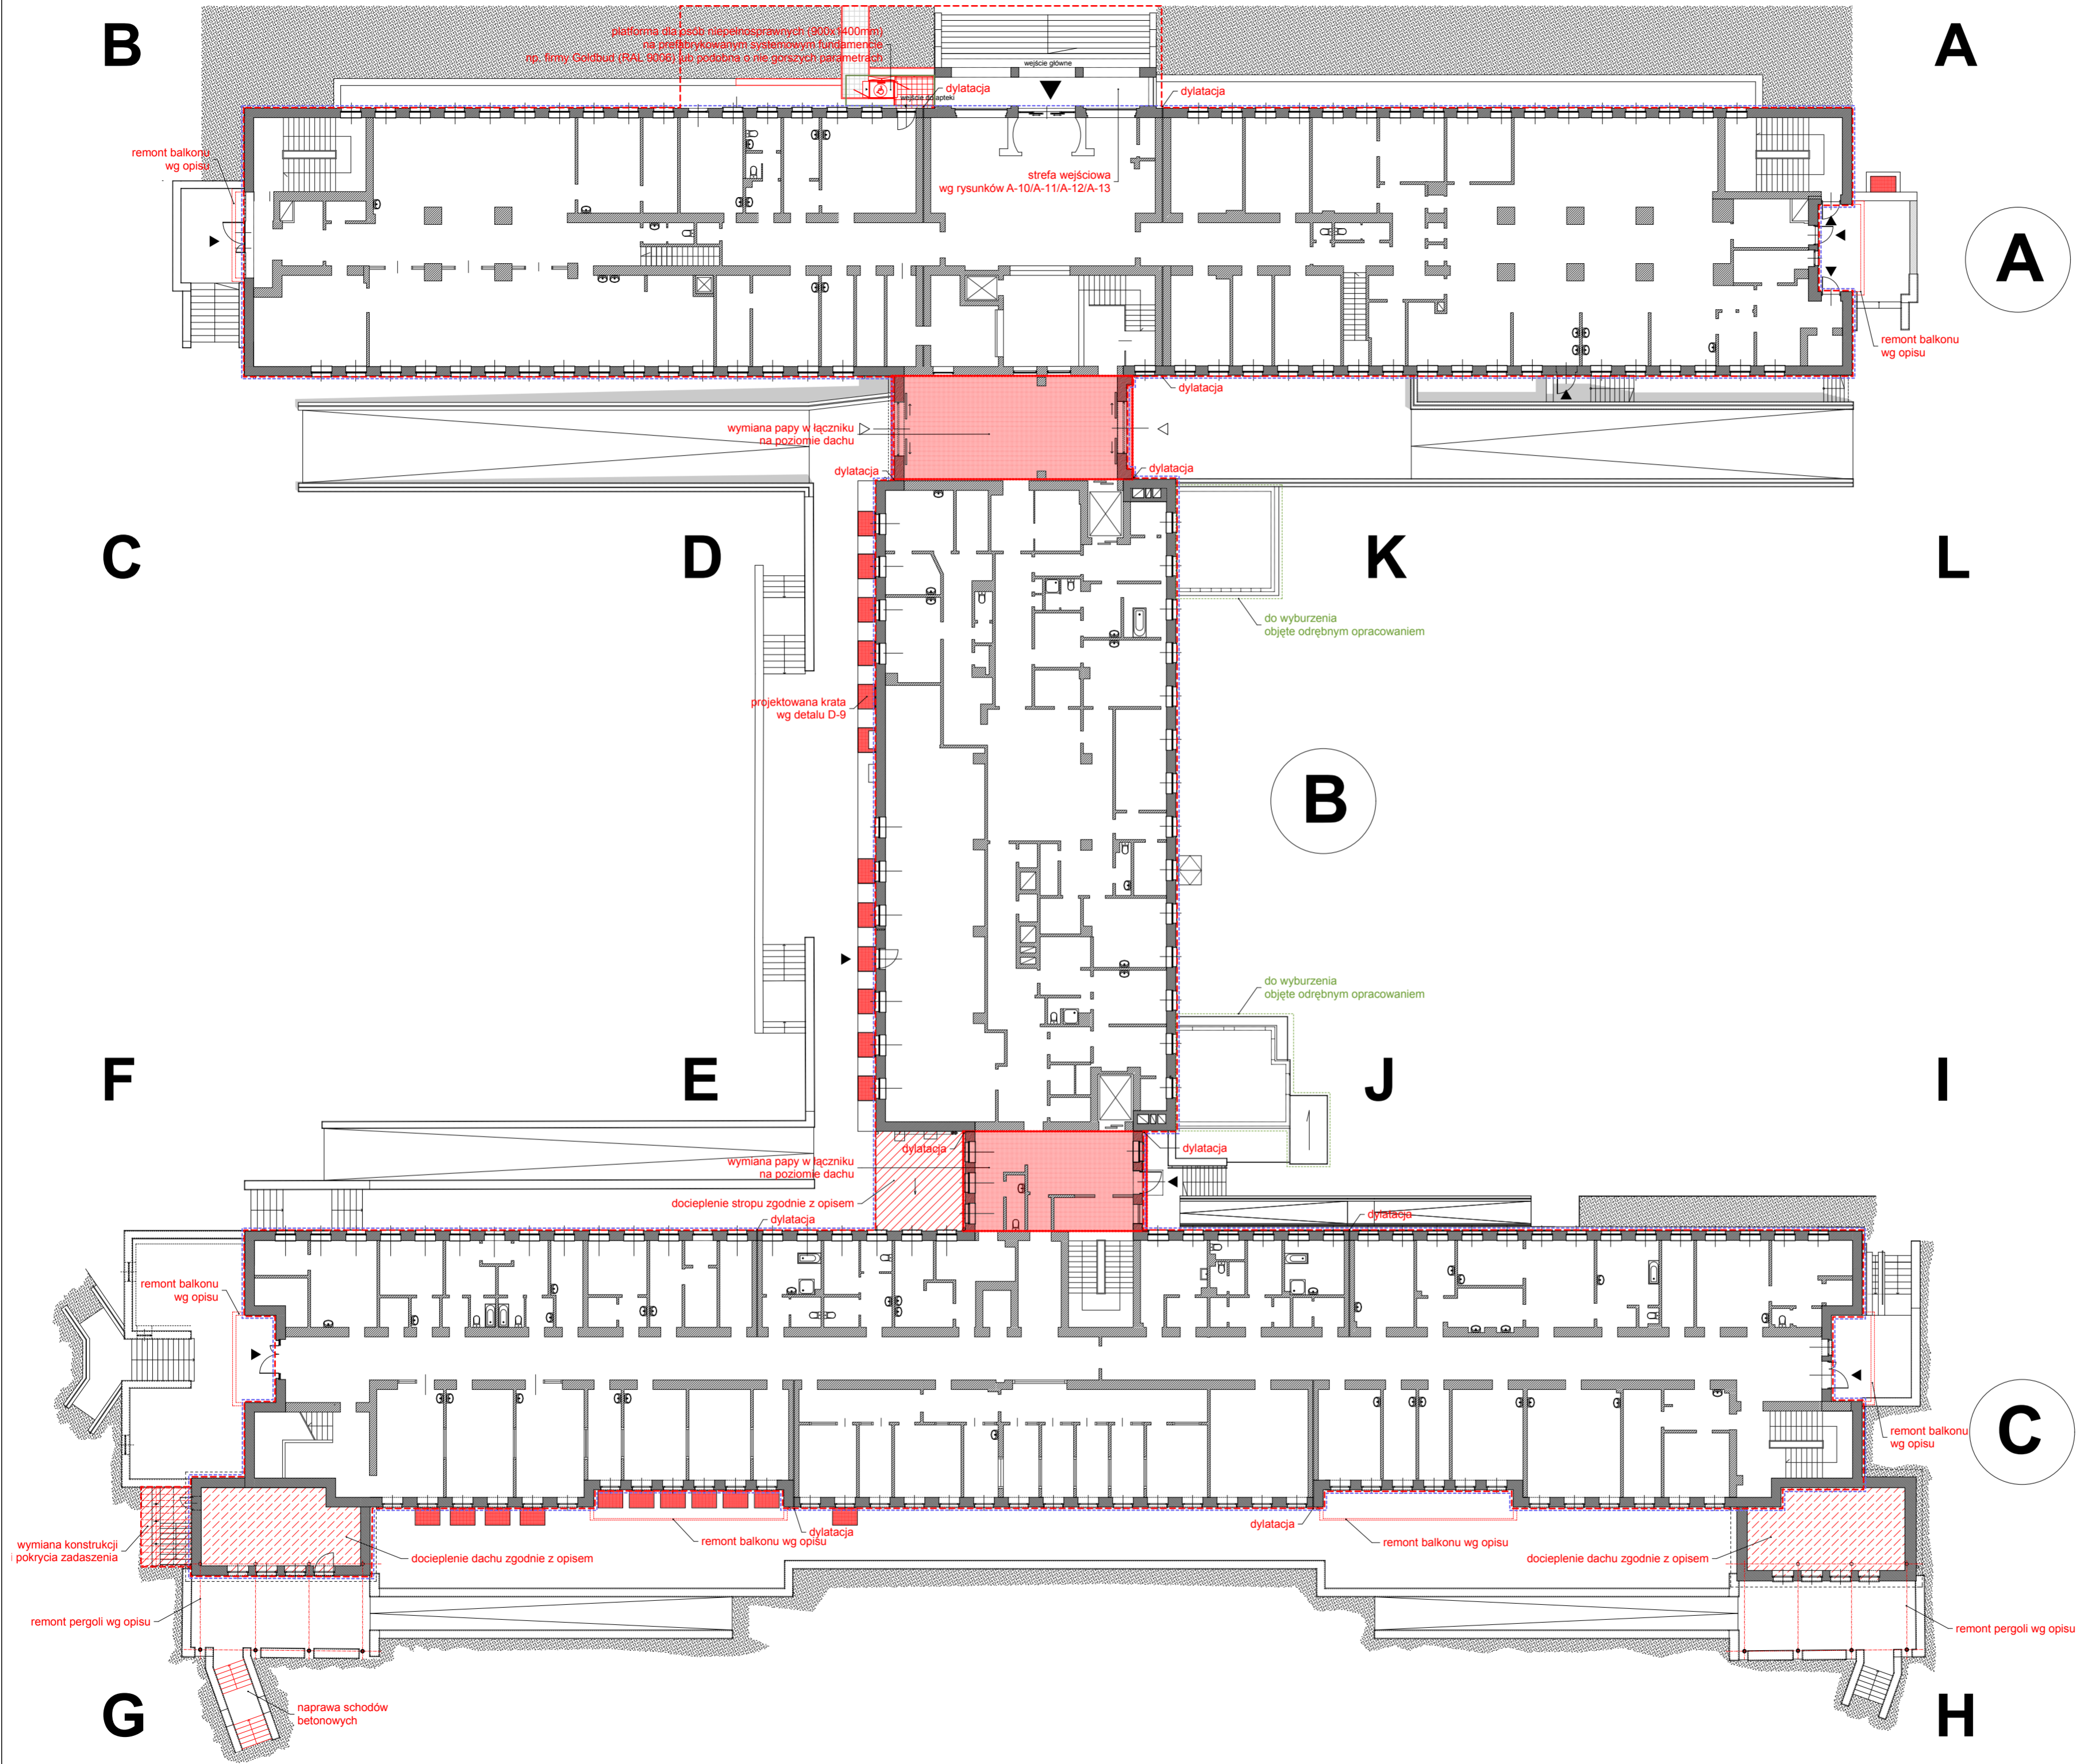 B
platforma dla osób niepełnosprawnych (900x1400mm)
na prefabrykowanym systemowym fundamencie
np. firmy Goldbud (RAL 9006) lub podobna o nie gorszych parametrach
wejście główne
A
dylatacja
wejście do apteki
dylatacja
remont balkonu
wg opisu
strefa wejściowa
wg rysunków A-10/A-11/A-12/A-13
A
remont balkonu
wg opisu
dylatacja
wymiana papy w łączniku
na poziomie dachu
dylatacja
dylatacja
C
D
K
L
do wyburzenia
objęte odrębnym opracowaniem
projektowana krata
wg detalu D-9
B
do wyburzenia
objęte odrębnym opracowaniem
F
E
J
I
dylatacja
dylatacja
wymiana papy w łączniku
na poziomie dachu
docieplenie stropu zgodnie z opisem
dylatacja
dylatacja
remont balkonu
wg opisu
C
remont balkonu
wg opisu
dylatacja
dylatacja
remont balkonu wg opisu
remont balkonu wg opisu
wymiana konstrukcji
i pokrycia zadaszenia
docieplenie dachu zgodnie z opisem
docieplenie dachu zgodnie z opisem
remont pergoli wg opisu
remont pergoli wg opisu
G
naprawa schodów
betonowych
H